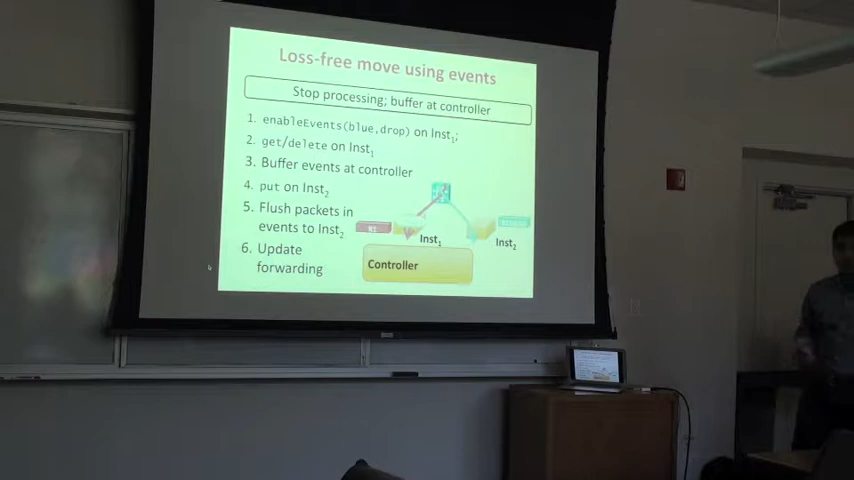 Loss-free move using events
Stop processing; buffer at controller
1. enableEvents(blue,drop) on Inst1;
2. get/delete on Inst1
3. Buffer events at controller
4. put on Inst2
5. Flush packets in
events to Inst2
6. Update
forwarding
Inst1
Inst2
Controller